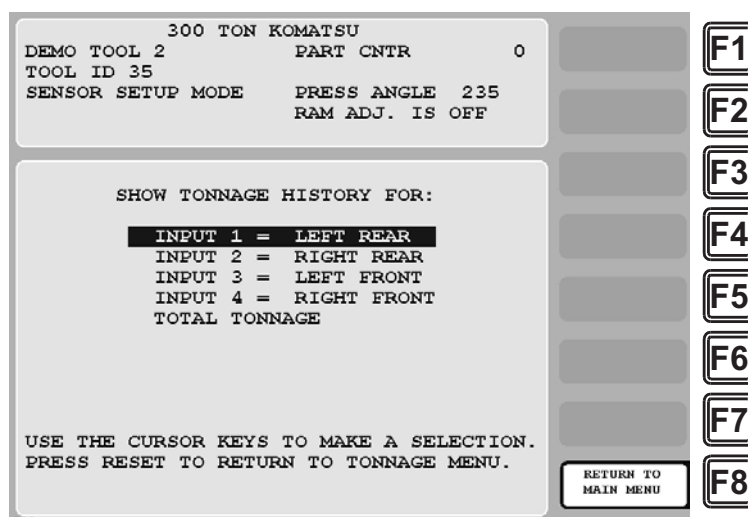 300 TON KOMATSU
DEMO TOOL 2 PART CNTR 0
TOOL ID 35
SENSOR SETUP MODE PRESS ANGLE 235
RAM ADJ. IS OFF
SHOW TONNAGE HISTORY FOR:
INPUT 1 = LEFT REAR
INPUT 2 = RIGHT REAR
INPUT 3 = LEFT FRONT
INPUT 4 = RIGHT FRONT
TOTAL TONNAGE
USE THE CURSOR KEYS TO MAKE A SELECTION.
PRESS RESET TO RETURN TO TONNAGE MENU.
F1
F2
F3
F4
F5
F6
F7
RETURN TO
MAIN MENU
F8